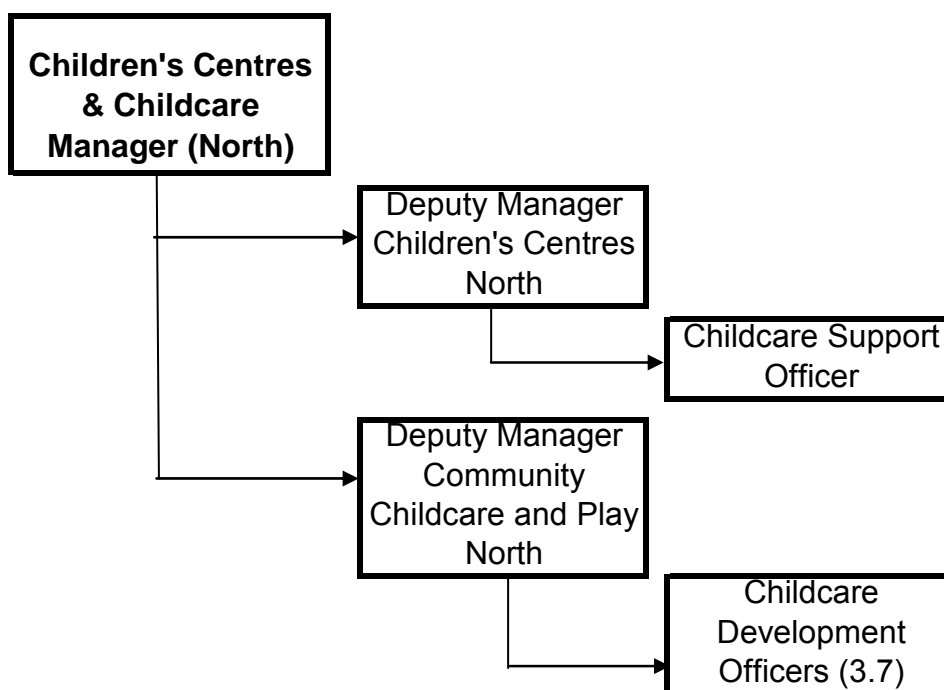 Children's Centres
& Childcare
Manager (North)
Deputy Manager
Children's Centres
North
Childcare Support
Officer
Deputy Manager
Community
Childcare and Play
North
Childcare
Development
Officers (3.7)